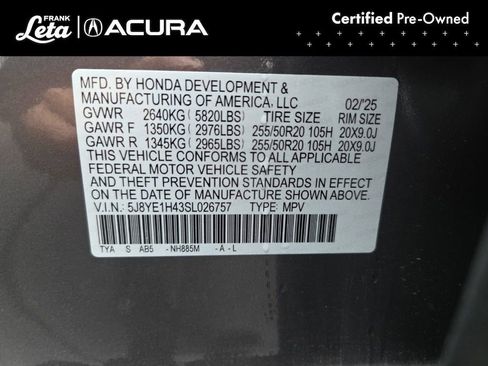 FRANK
Leta
ACURA
Certified Pre-Owned
MFD. BY HONDA DEVELOPMENT &
MANUFACTURING OF AMERICA, LLC 02/'25
GVWR 2640KG( 5820LBS) TIRE SIZE RIM SIZE
GAWR F 1350KG( 2976LBS) 255/50R20 105H 20X9.0J
GAWR R 1345KG( 2965LBS) 255/50R20 105H 20X9.0J
THIS VEHICLE CONFORMS TO ALL APPLICABLE
FEDERAL MOTOR VEHICLE SAFETY
AND THEFT PREVENTION STANDARDS IN EFFECT
ON THE DATE OF MANUFACTURE SHOWN ABOVE.
V.I.N.: 5J8YE1H43SL026757 TYPE: MPV
TYA S AB5 - NH885M - A - L